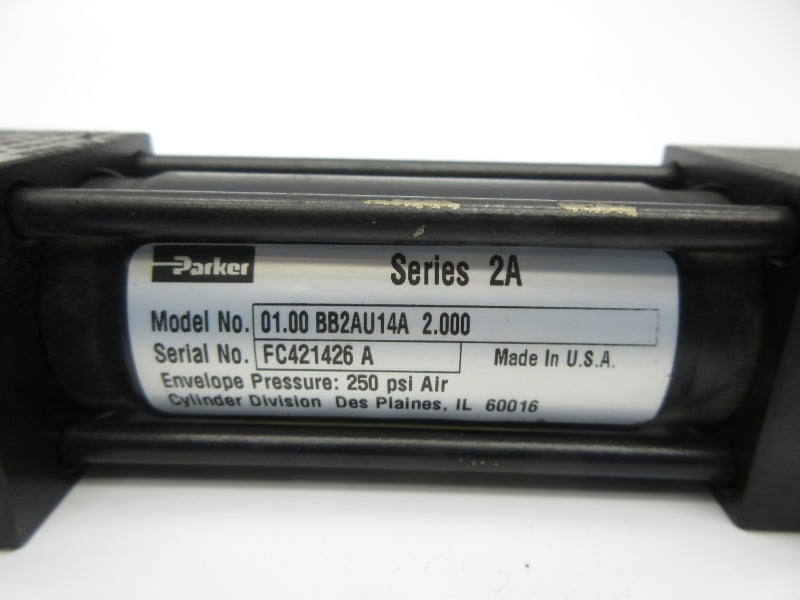 Parker Series 2A
Model No. 01.00 BB2AU14A 2.000
Serial No. FC421426 A Made In U.S.A.
Envelope Pressure: 250 psi Air
Cylinder Division Des Plaines, IL 60016